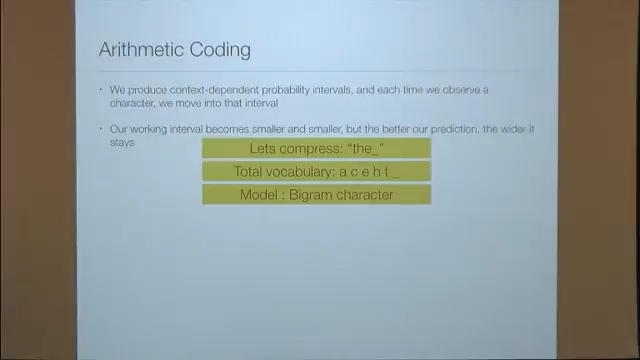 Arithmetic Coding
• We produce context-dependent probability intervals, and each time we observe a
character, we move into that interval
• Our working interval becomes smaller and smaller, but the better our prediction, the wider it
stays
Lets compress: "the_"
Total vocabulary: a c e h t _
Model : Bigram character